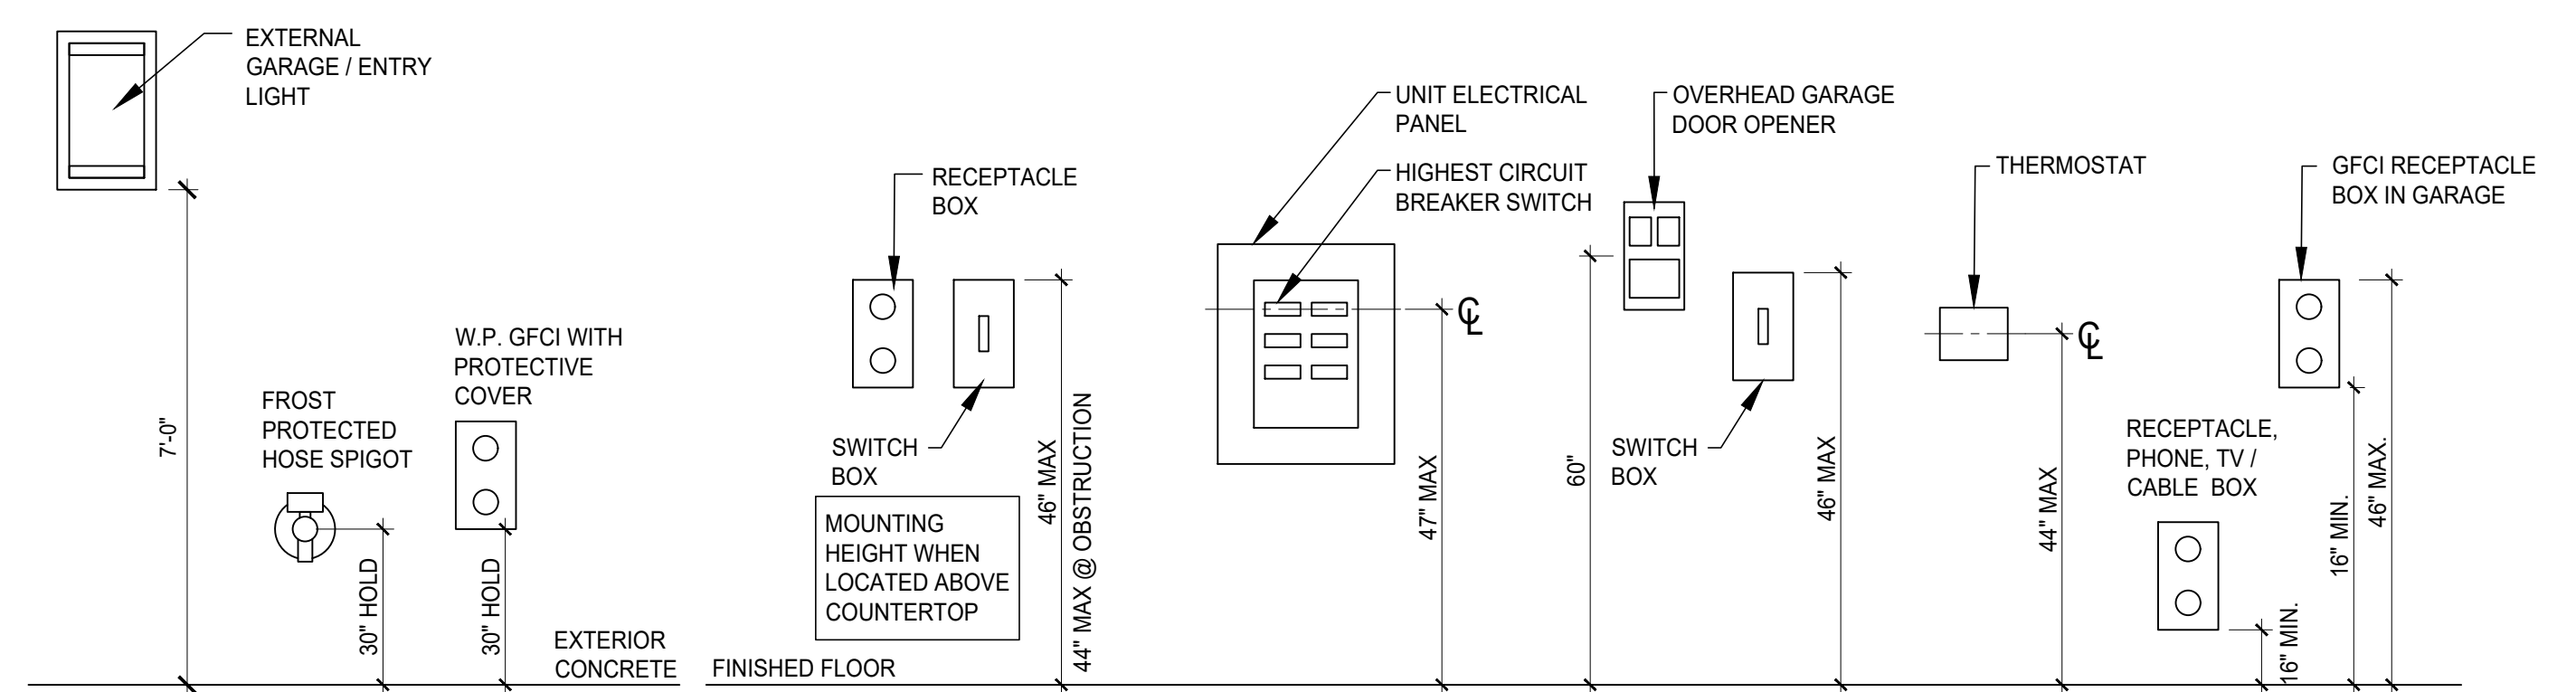 EXTERNAL
GARAGE / ENTRY
LIGHT
7'-0"
FROST
PROTECTED
HOSE SPIGOT
30" HOLD
W.P. GFCI WITH
PROTECTIVE
COVER
30" HOLD
EXTERIOR
CONCRETE
RECEPTACLE
BOX
SWITCH
BOX
MOUNTING
HEIGHT WHEN
LOCATED ABOVE
COUNTERTOP
46" MAX
44" MAX @ OBSTRUCTION
FINISHED FLOOR
UNIT ELECTRICAL
PANEL
HIGHEST CIRCUIT
BREAKER SWITCH
47" MAX
℄
OVERHEAD GARAGE
DOOR OPENER
60"
SWITCH
BOX
46" MAX
THERMOSTAT
44" MAX
℄
RECEPTACLE,
PHONE, TV /
CABLE BOX
16" MIN.
GFCI RECEPTACLE
BOX IN GARAGE
16" MIN.
46" MAX.